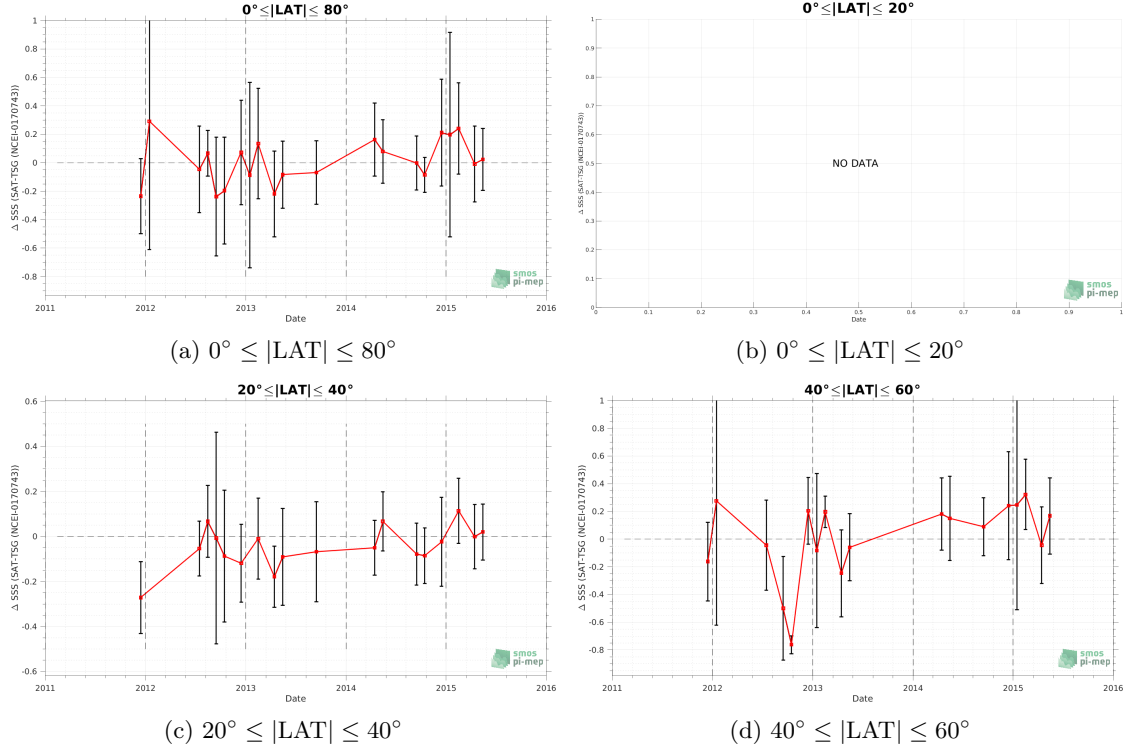 0°≤|LAT|≤ 80°
Δ SSS (SAT-TSG (NCEI-0170743))
1
0.8
0.6
0.4
0.2
0
-0.2
-0.4
-0.6
-0.8
2011 2012 2013 2014 2015 2016
Date
smos
pi-mep
(a) 0° ≤ |LAT| ≤ 80°
0°≤|LAT|≤ 20°
Δ SSS (SAT-TSG (NCEI-0170743))
1
0.9
0.8
0.7
0.6
0.5
0.4
0.3
0.2
0.1
0
NO DATA
0 0.1 0.2 0.3 0.4 0.5 0.6 0.7 0.8 0.9 1
Date
smos
pi-mep
(b) 0° ≤ |LAT| ≤ 20°
20°≤|LAT|≤ 40°
Δ SSS (SAT-TSG (NCEI-0170743))
0.6
0.4
0.2
0
-0.2
-0.4
-0.6
2011 2012 2013 2014 2015 2016
Date
smos
pi-mep
(c) 20° ≤ |LAT| ≤ 40°
40°≤|LAT|≤ 60°
Δ SSS (SAT-TSG (NCEI-0170743))
1
0.8
0.6
0.4
0.2
0
-0.2
-0.4
-0.6
-0.8
2011 2012 2013 2014 2015 2016
Date
smos
pi-mep
(d) 40° ≤ |LAT| ≤ 60°